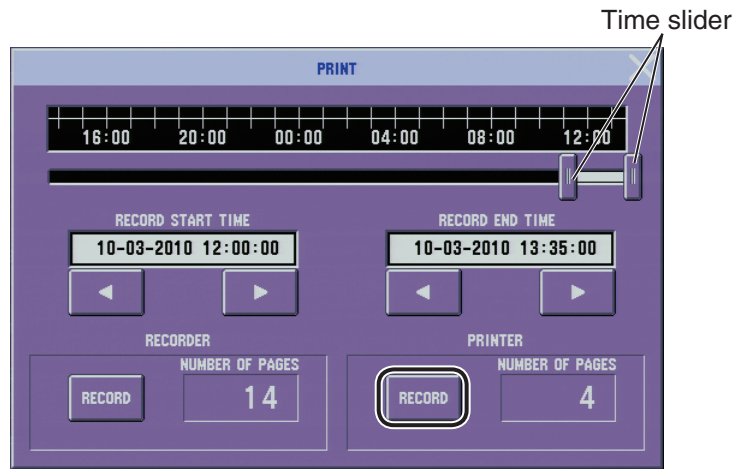 Time slider
PRINT
16:00 20:00 00:00 04:00 08:00 12:00
RECORD START TIME RECORD END TIME
10-03-2010 12:00:00 10-03-2010 13:35:00
RECORDER PRINTER
NUMBER OF PAGES NUMBER OF PAGES
RECORD 14 RECORD 4